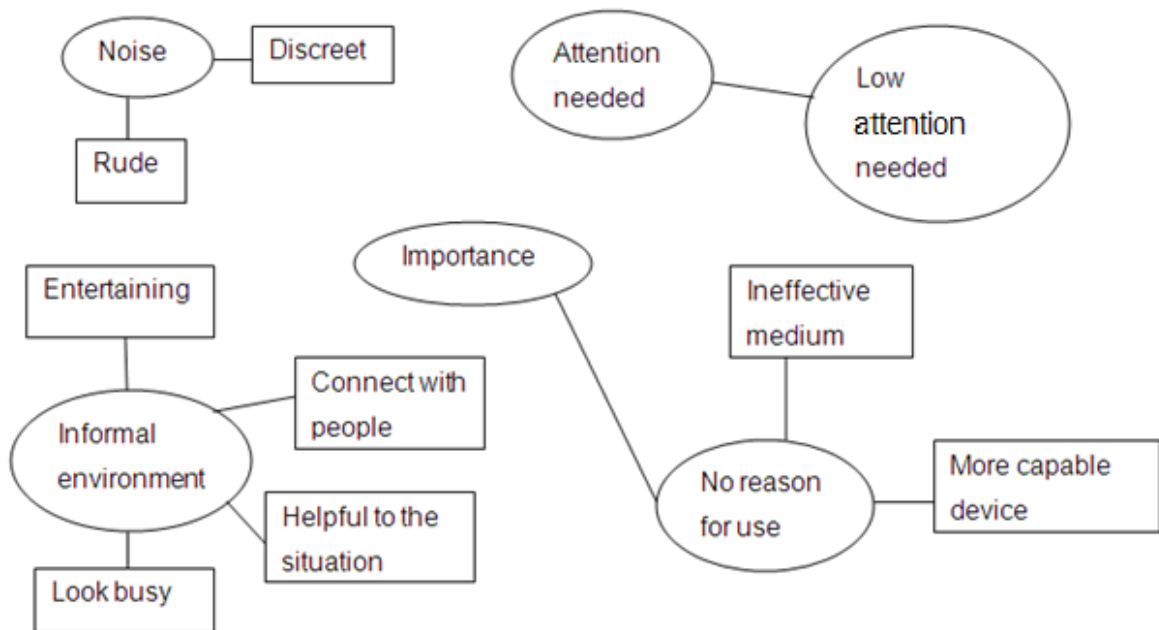 Noise
Discreet
Rude
Attention
needed
Low
attention
needed
Importance
Entertaining
Ineffective
medium
Connect with
people
Informal
environment
No reason
for use
More capable
device
Helpful to the
situation
Look busy